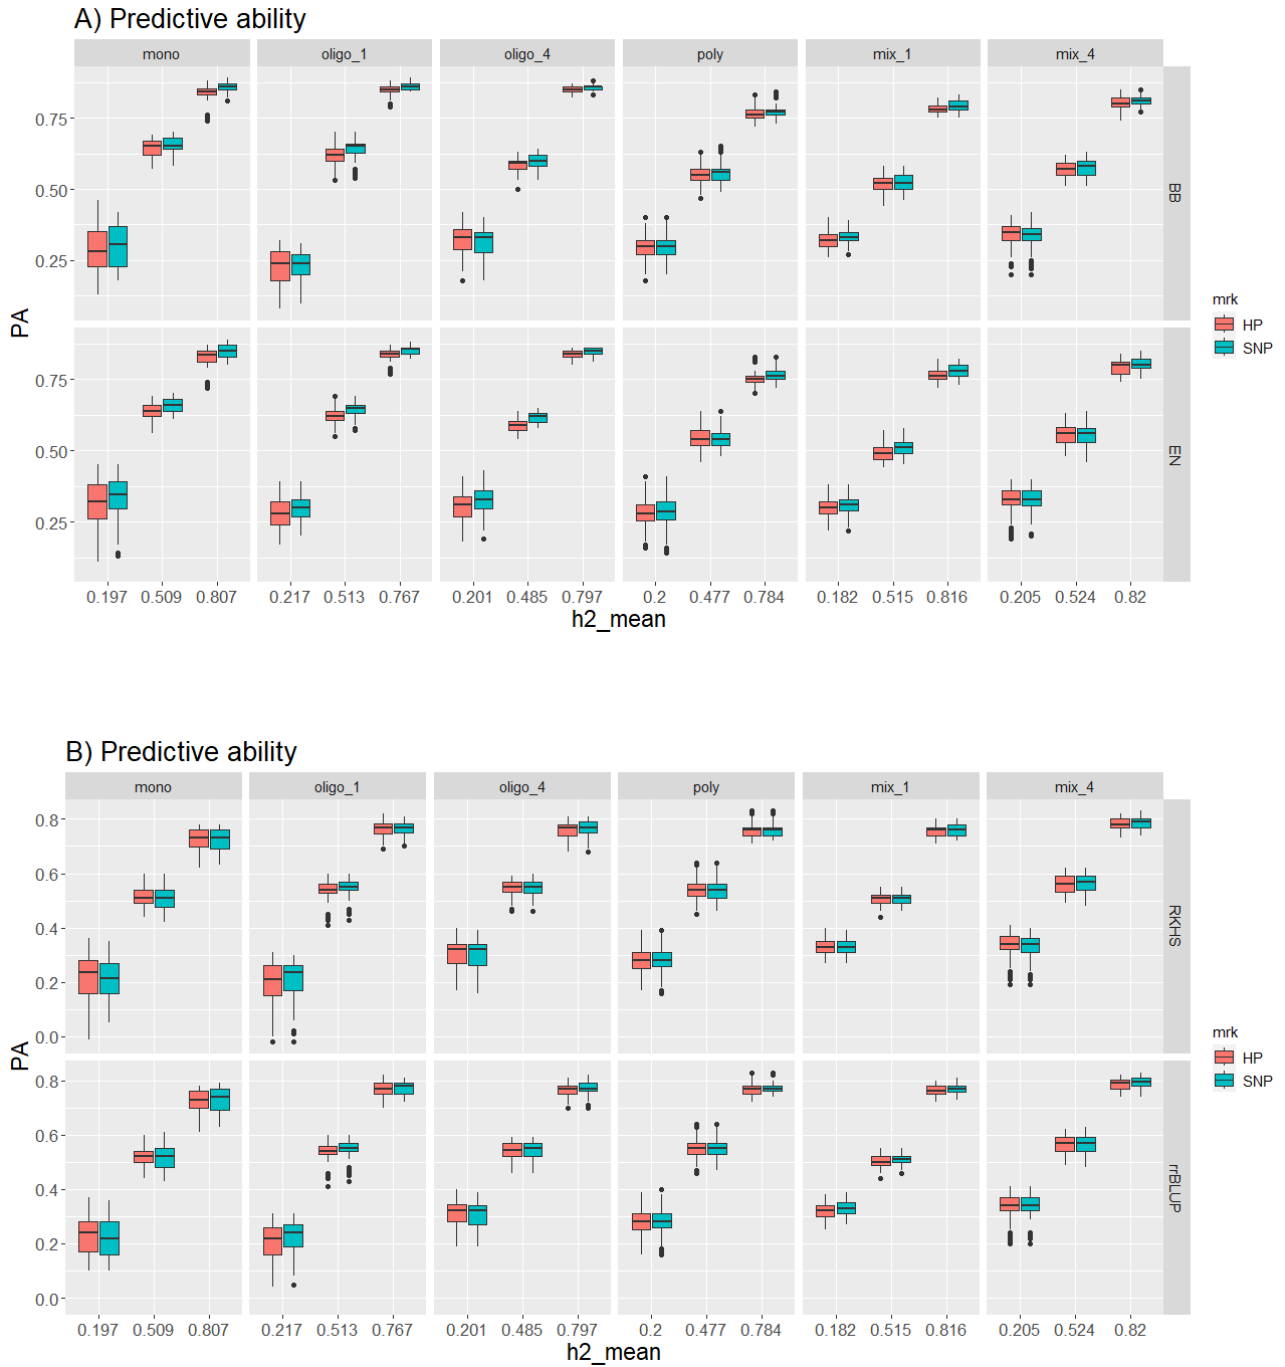 A) Predictive ability
mono oligo_1 oligo_4 poly mix_1 mix_4
0.75
0.50
0.25
BB
PA
mrk
HP
SNP
0.75
0.50
0.25
EN
0.197 0.509 0.807 0.217 0.513 0.767 0.201 0.485 0.797 0.2 0.477 0.784 0.182 0.515 0.816 0.205 0.524 0.82
h2_mean
B) Predictive ability
mono oligo_1 oligo_4 poly mix_1 mix_4
0.8
0.6
0.4
0.2
0.0
RKHS
PA
mrk
HP
SNP
0.8
0.6
0.4
0.2
0.0
rrBLUP
0.197 0.509 0.807 0.217 0.513 0.767 0.201 0.485 0.797 0.2 0.477 0.784 0.182 0.515 0.816 0.205 0.524 0.82
h2_mean